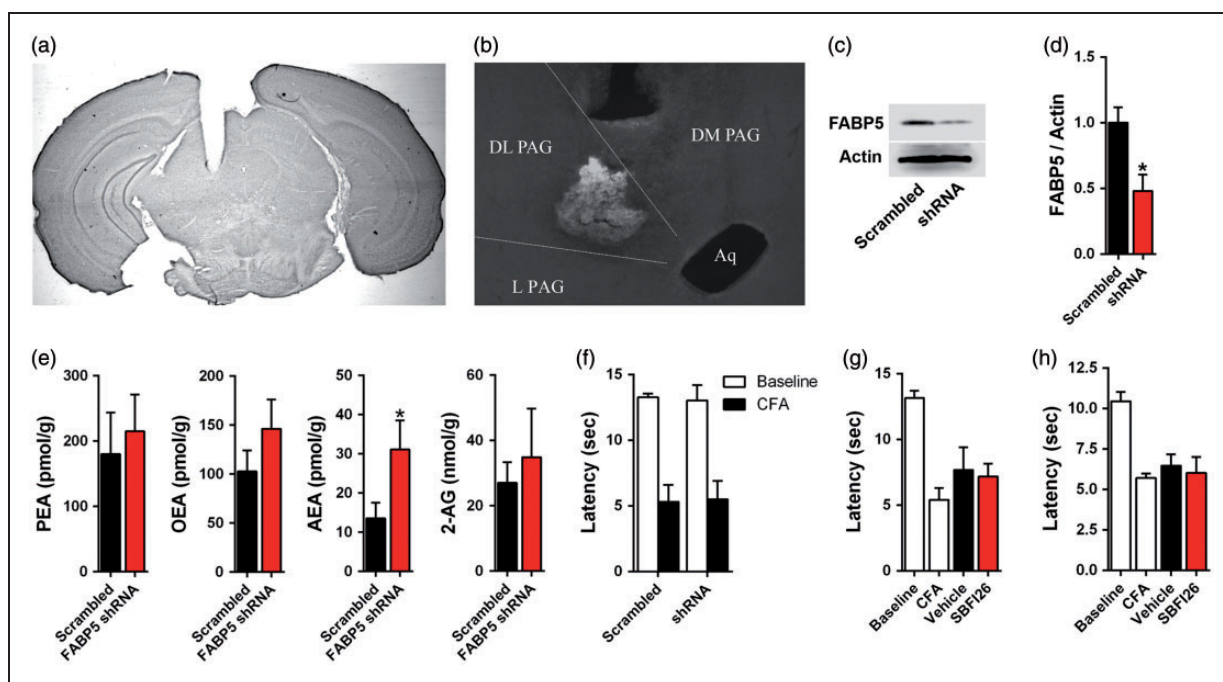 (a)
(b)
DL PAG
DM PAG
L PAG
Aq
(c)
FABP5
Actin
Scrambled
shRNA
(d)
FABP5 / Actin
1.5
1.0
0.5
0.0
*
Scrambled
shRNA
(e)
PEA (pmol/g)
300
200
100
0
Scrambled
FABP5 shRNA
OEA (pmol/g)
200
150
100
50
0
Scrambled
FABP5 shRNA
AEA (pmol/g)
50
40
30
20
10
0
*
Scrambled
FABP5 shRNA
2-AG (nmol/g)
60
40
20
0
Scrambled
FABP5 shRNA
(f)
Latency (sec)
15
10
5
0
Baseline
CFA
Scrambled
shRNA
(g)
Latency (sec)
15
10
5
0
Baseline
CFA
Vehicle
SBFI26
(h)
Latency (sec)
12.5
10.0
7.5
5.0
2.5
0.0
Baseline
CFA
Vehicle
SBFI26